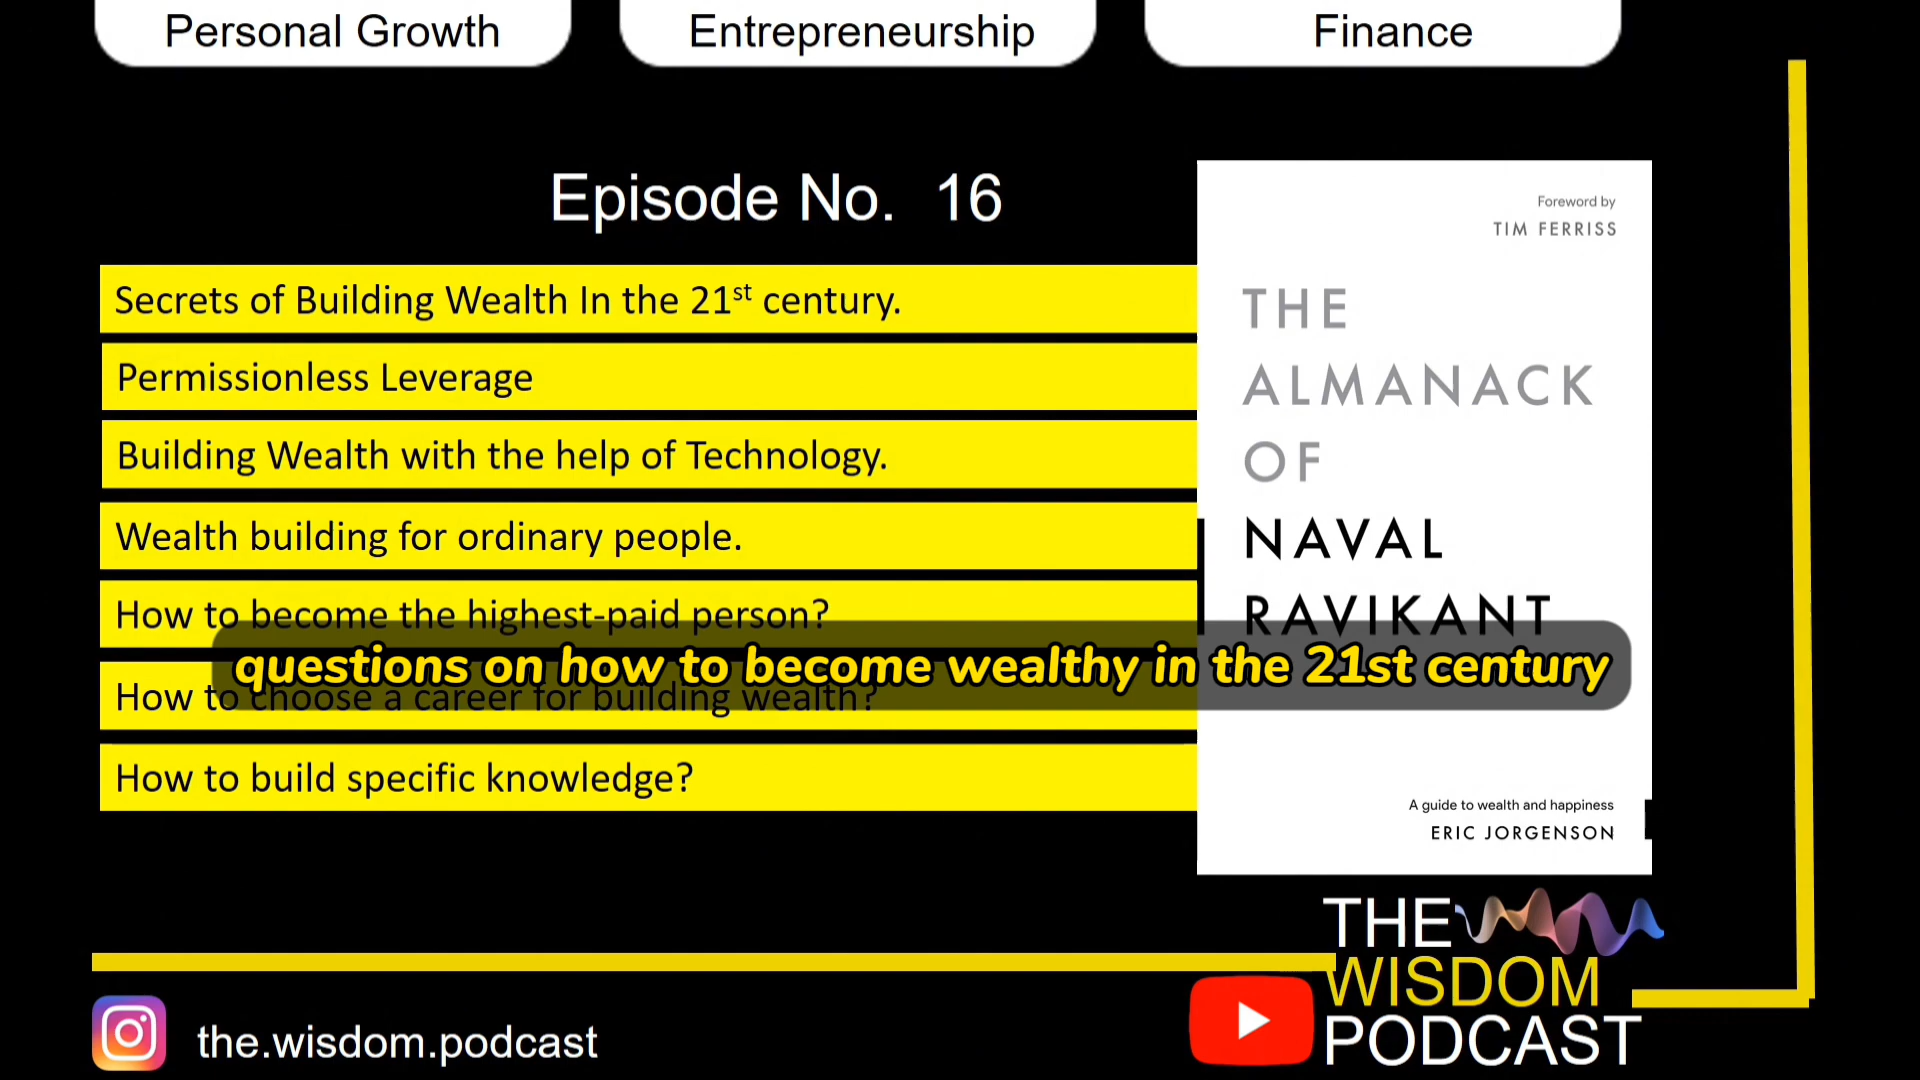 Personal Growth
Entrepreneurship
Finance
Episode No. 16
Secrets of Building Wealth In the 21st century.
Permissionless Leverage
Building Wealth with the help of Technology.
Wealth building for ordinary people.
How to become the highest-paid person?
How to choose a career for building wealth?
How to build specific knowledge?
questions on how to become wealthy in the 21st century
Foreword by
TIM FERRISS
THE
ALMANACK
OF
NAVAL
RAVIKANT
A guide to wealth and happiness
ERIC JORGENSON
the.wisdom.podcast
THE
WISDOM
PODCAST